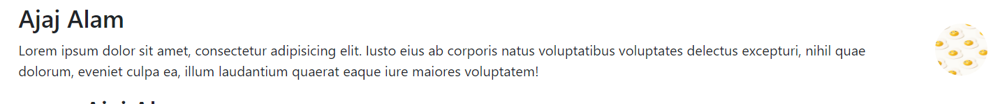 Ajaj Alam
Lorem ipsum dolor sit amet, consectetur adipisicing elit. Iusto eius ab corporis natus voluptatibus voluptates delectus excepturi, nihil quae
dolorum, eveniet culpa ea, illum laudantium quaerat eaque iure maiores voluptatem!